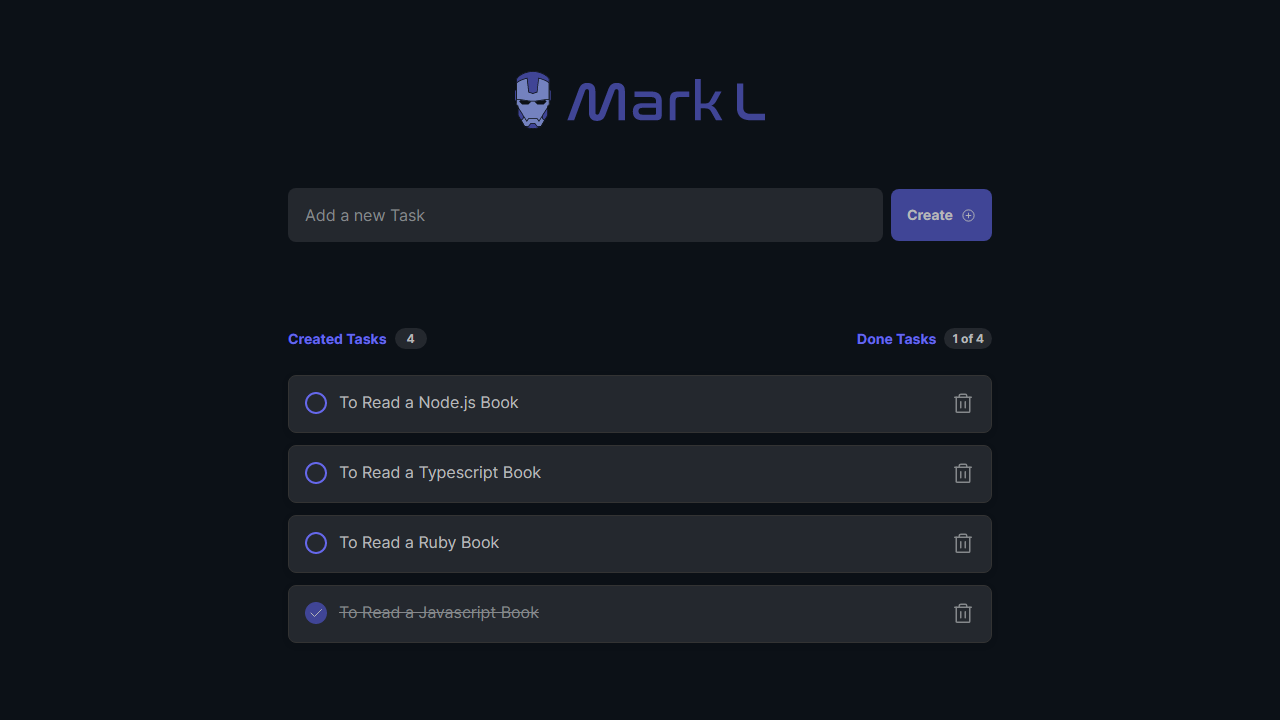 Mark L
Add a new Task
Create
Created Tasks 4
Done Tasks 1 of 4
To Read a Node.js Book
To Read a Typescript Book
To Read a Ruby Book
To Read a Javascript Book